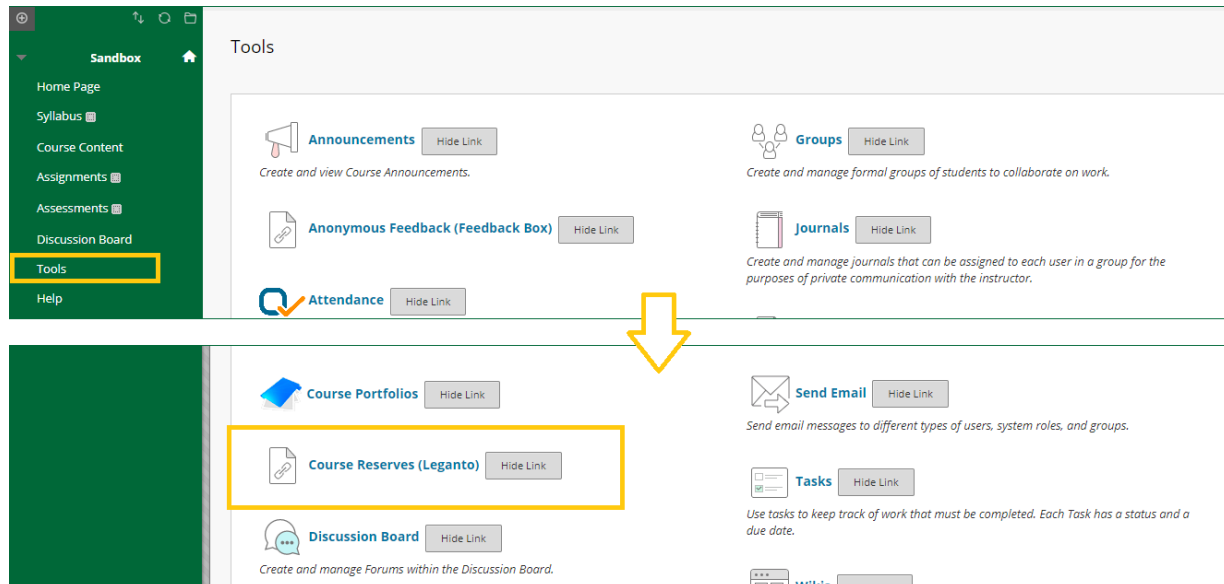 Sandbox
Home Page
Syllabus
Course Content
Assignments
Assessments
Discussion Board
Tools
Help
Tools
Announcements Hide Link
Create and view Course Announcements.
Anonymous Feedback (Feedback Box) Hide Link
Attendance Hide Link
Groups Hide Link
Create and manage formal groups of students to collaborate on work.
Journals Hide Link
Create and manage journals that can be assigned to each user in a group for the
purposes of private communication with the instructor.
Course Portfolios Hide Link
Course Reserves (Leganto) Hide Link
Discussion Board Hide Link
Create and manage Forums within the Discussion Board.
Send Email Hide Link
Send email messages to different types of users, system roles, and groups.
Tasks Hide Link
Use tasks to keep track of work that must be completed. Each Task has a status and a
due date.